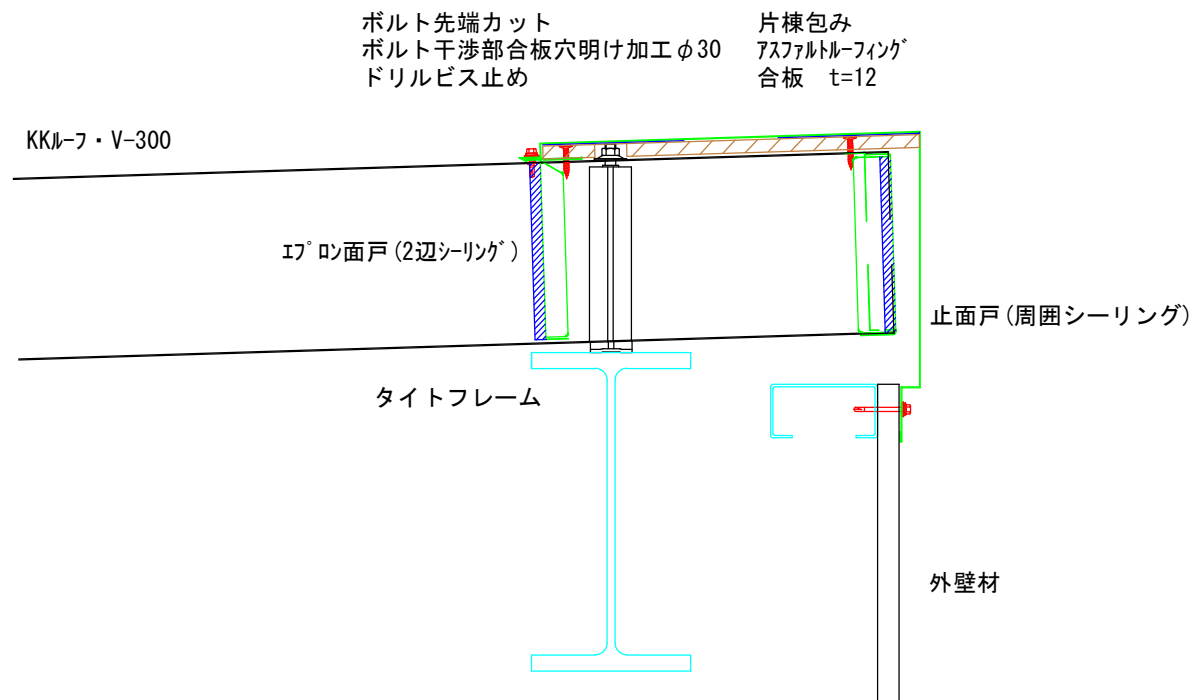 ボルト先端カット
ボルト干渉部合板穴明け加工φ30
ドリルビス止め
片棟包み
ｱｽﾌｧﾙﾄﾙｰﾌｨﾝｸﾞ
合板　t=12
KKﾙｰﾌ・V-300
ｴﾌﾟﾛﾝ面戸(2辺ｼｰﾘﾝｸﾞ)
止面戸(周囲シーリング)
タイトフレーム
外壁材